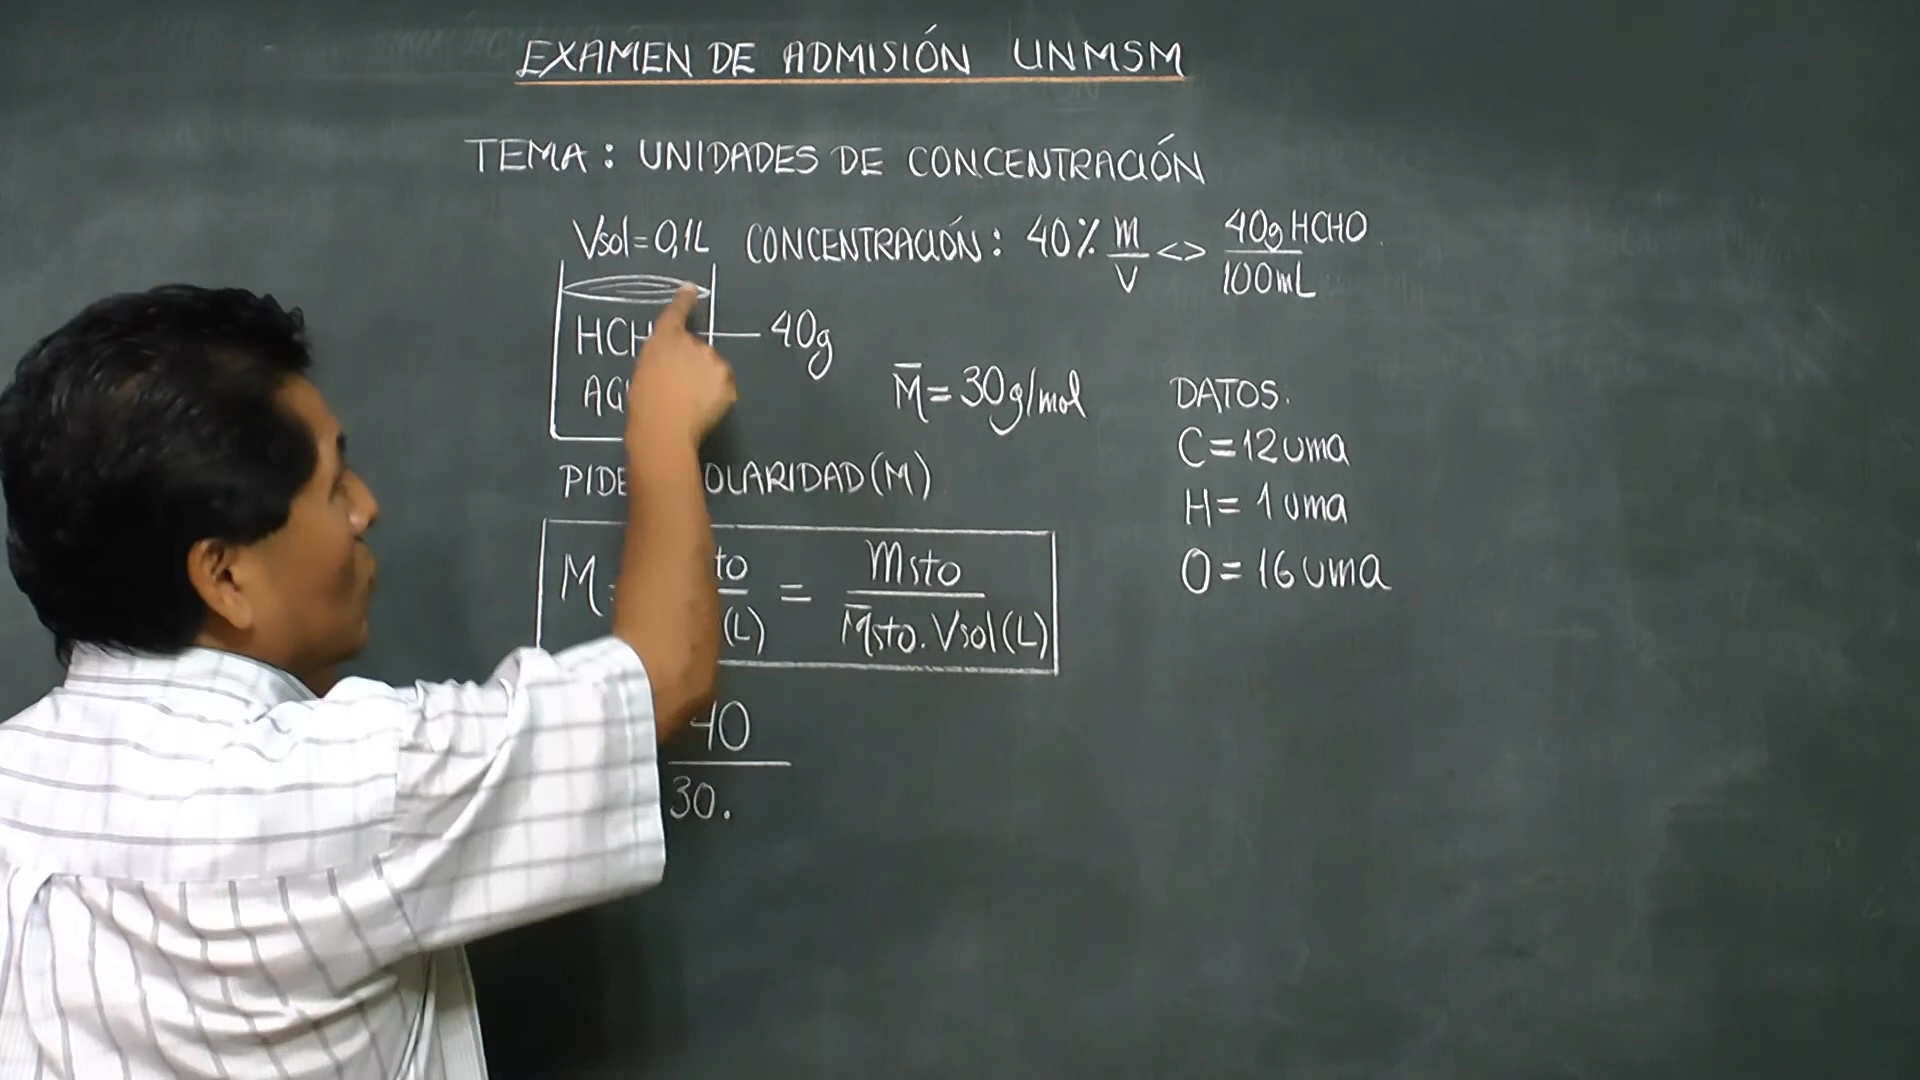 EXAMEN DE ADMISIÓN UNMSM
TEMA: UNIDADES DE CONCENTRACIÓN
Vsol=0,1L CONCENTRACIÓN: 40% m/V <> 40g HCHO/100mL
40g
M̄=30g/mol
DATOS.
C=12uma
H=1uma
O=16uma
(M)
M = msto/M̄sto.Vsol(L)
(L)
40
30.